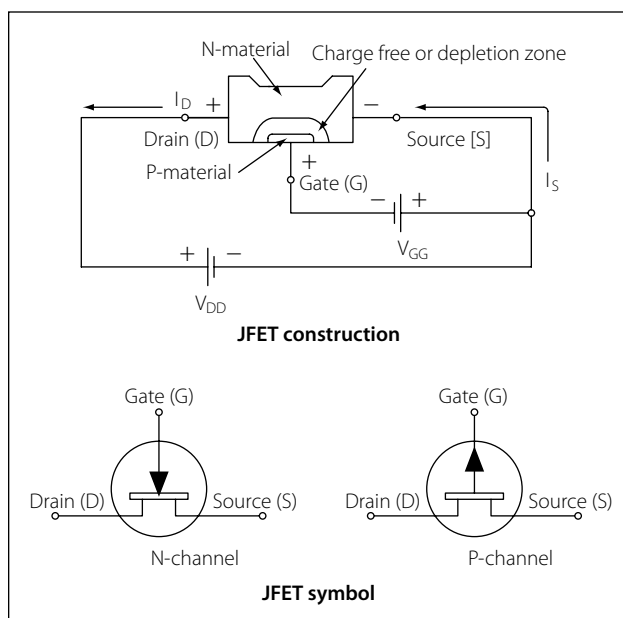 N-material
Charge free or depletion zone
I_D
+
−
Drain (D)
Source [S]
P-material
+
Gate (G)
I_S
− +
V_GG
+ −
V_DD
JFET construction
Gate (G)
Gate (G)
Drain (D)
Source (S)
Drain (D)
Source (S)
N-channel
P-channel
JFET symbol